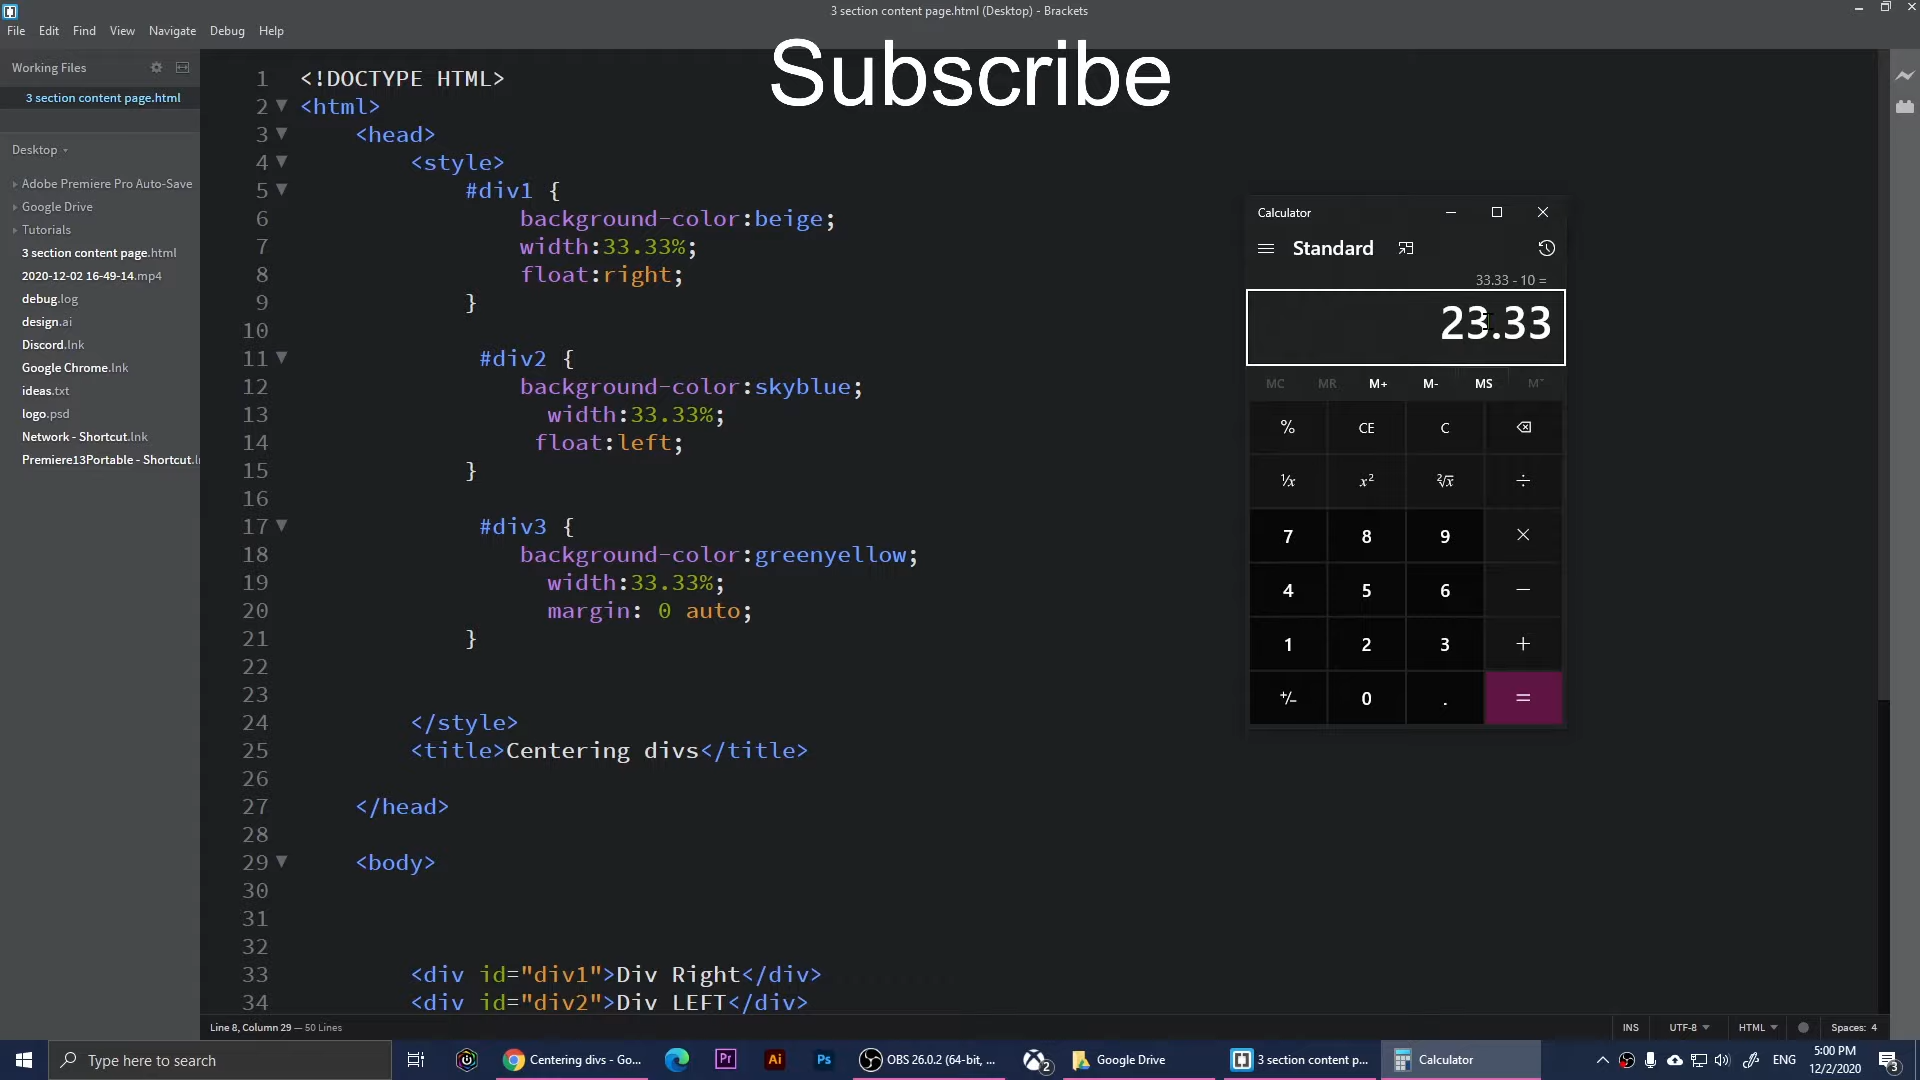 3 section content page.html (Desktop) - Brackets
File Edit Find View Navigate Debug Help
Subscribe
Working Files
3 section content page.html
Desktop
Adobe Premiere Pro Auto-Save
Google Drive
Tutorials
3 section content page.html
2020-12-02 16-49-14.mp4
debug.log
design.ai
Discord.lnk
Google Chrome.lnk
ideas.txt
logo.psd
Network - Shortcut.lnk
Premiere13Portable - Shortcut.l
1 <!DOCTYPE HTML>
2 <html>
3 <head>
4 <style>
5 #div1 {
6 background-color:beige;
7 width:33.33%;
8 float:right;
9 }
10
11 #div2 {
12 background-color:skyblue;
13 width:33.33%;
14 float:left;
15 }
16
17 #div3 {
18 background-color:greenyellow;
19 width:33.33%;
20 margin: 0 auto;
21 }
22
23
24 </style>
25 <title>Centering divs</title>
26
27 </head>
28
29 <body>
30
31
32
33 <div id="div1">Div Right</div>
34 <div id="div2">Div LEFT</div>
Calculator
Standard
33.33 - 10 =
23.33
MC MR M+ M- MS M˅
% CE C ⌫
¹/x x² ²√x ÷
7 8 9 ×
4 5 6 −
1 2 3 +
+/− 0 . =
Line 8, Column 29 — 50 Lines
INS UTF-8 HTML Spaces: 4
Type here to search
Centering divs - Go...
Pr
Ai
Ps
OBS 26.0.2 (64-bit, ...
2
Google Drive
3 section content p...
Calculator
ENG
5:00 PM
12/2/2020
3